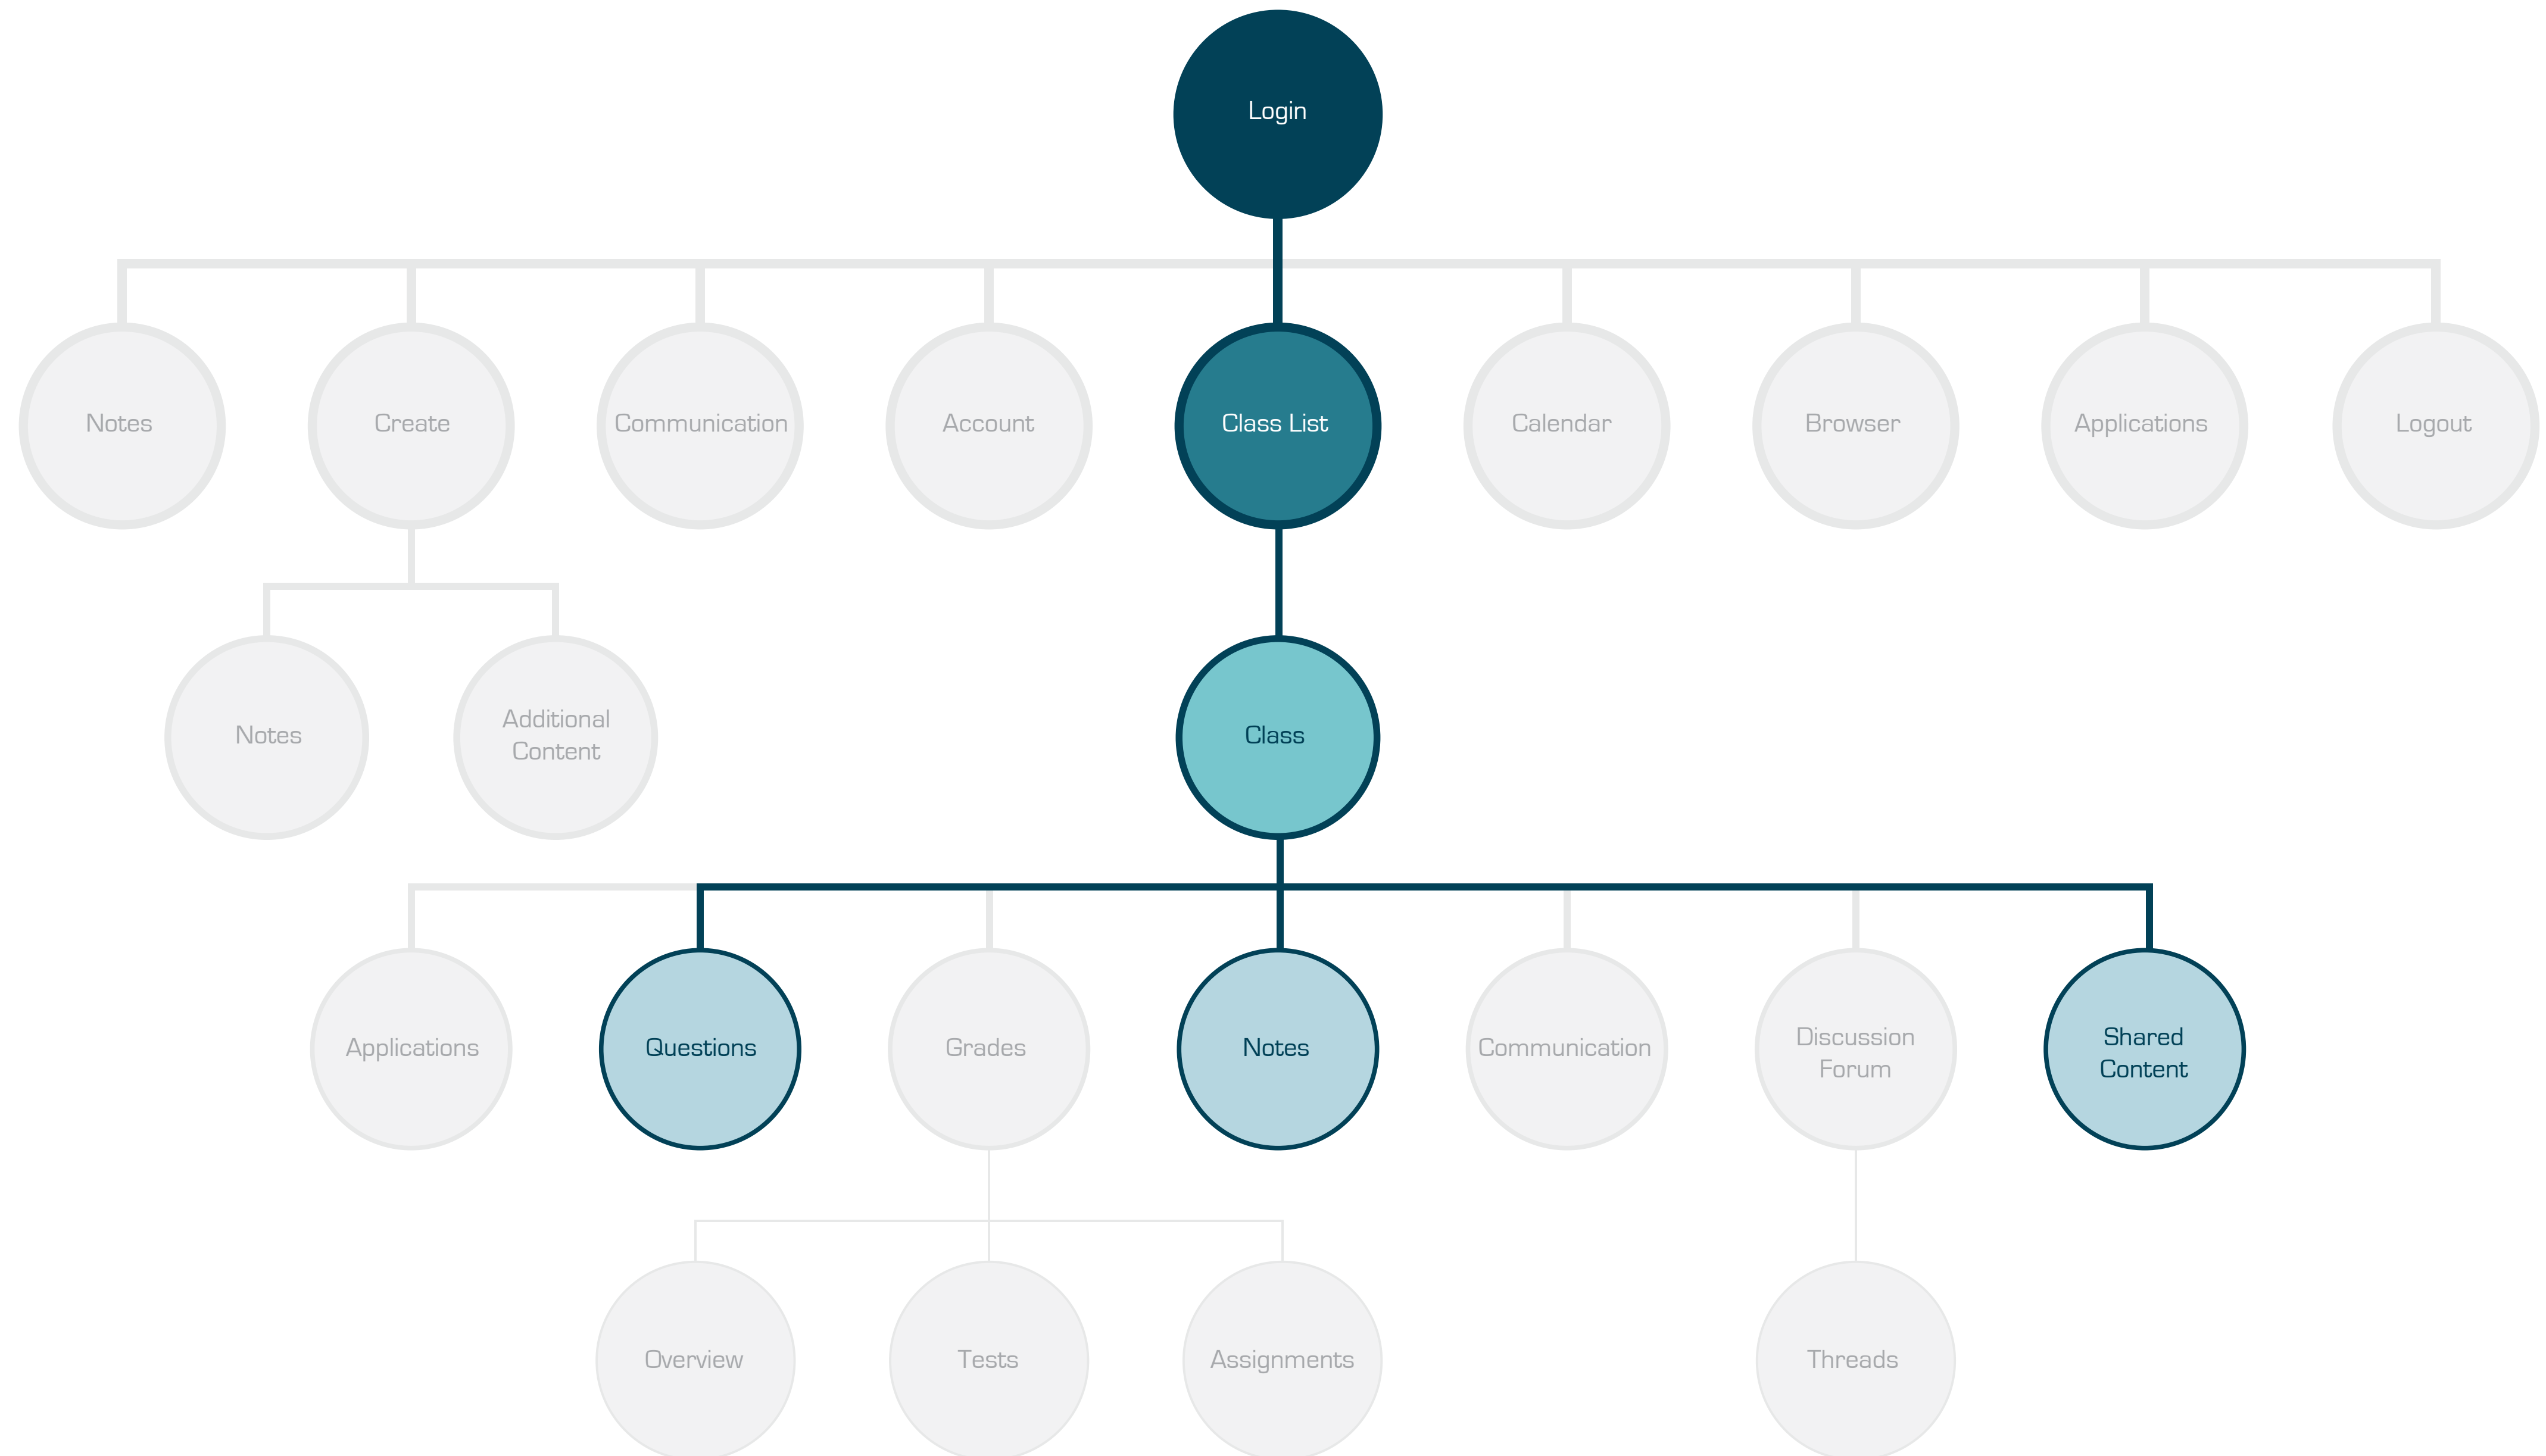 Login
Notes
Create
Communication
Account
Class List
Calendar
Browser
Applications
Logout
Notes
Additional
Content
Class
Applications
Questions
Grades
Notes
Communication
Discussion
Forum
Shared
Content
Overview
Tests
Assignments
Threads